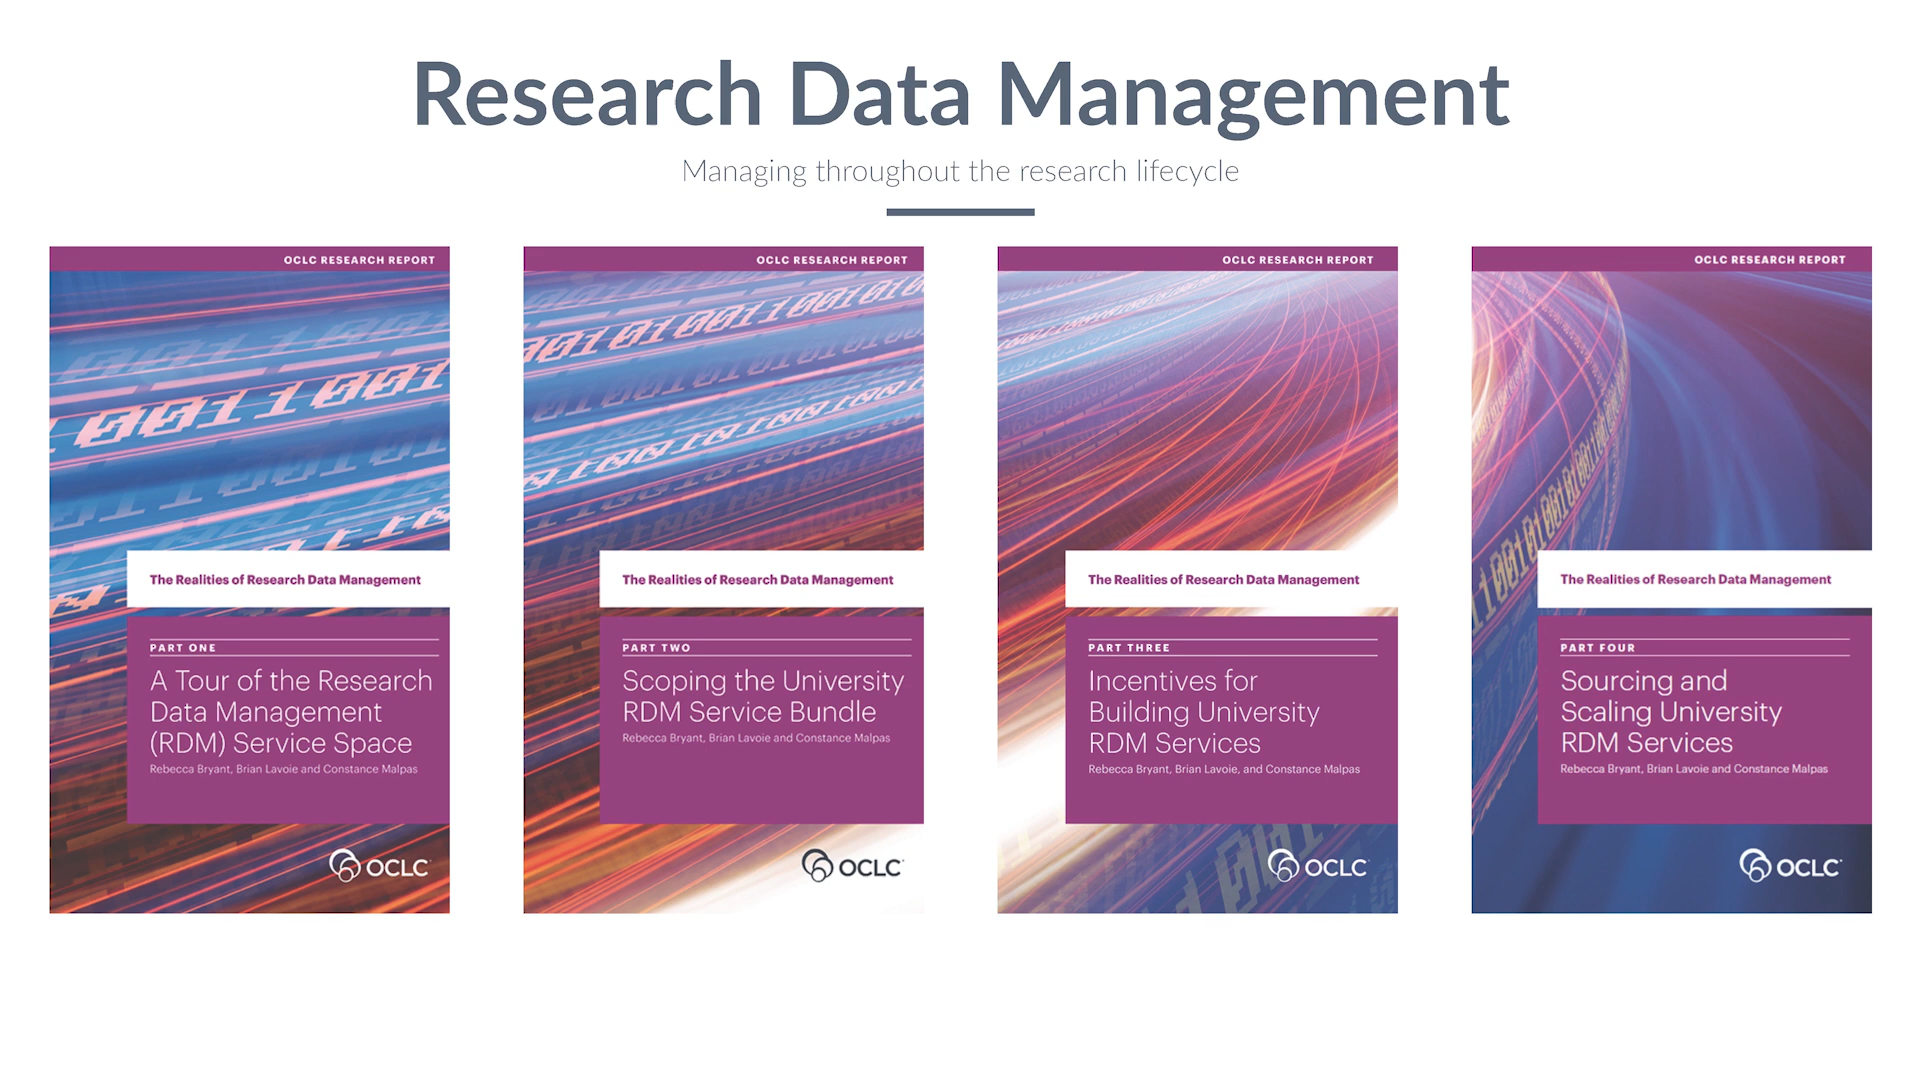 Research Data Management
Managing throughout the research lifecycle
OCLC RESEARCH REPORT
The Realities of Research Data Management
PART ONE
A Tour of the Research
Data Management
(RDM) Service Space
Rebecca Bryant, Brian Lavoie and Constance Malpas
OCLC
OCLC RESEARCH REPORT
The Realities of Research Data Management
PART TWO
Scoping the University
RDM Service Bundle
Rebecca Bryant, Brian Lavoie and Constance Malpas
OCLC
OCLC RESEARCH REPORT
The Realities of Research Data Management
PART THREE
Incentives for
Building University
RDM Services
Rebecca Bryant, Brian Lavoie, and Constance Malpas
OCLC
OCLC RESEARCH REPORT
The Realities of Research Data Management
PART FOUR
Sourcing and
Scaling University
RDM Services
Rebecca Bryant, Brian Lavoie and Constance Malpas
OCLC